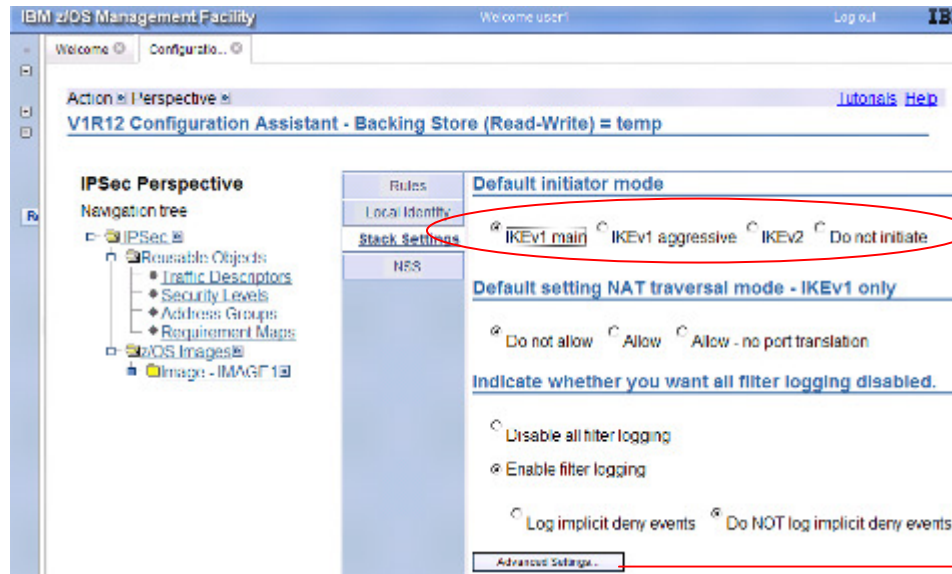 IBM z/OS Management Facility Welcome user1 Log out IB
Welcome Configuratio...
Action Perspective Tutorials Help
V1R12 Configuration Assistant - Backing Store (Read-Write) = temp
IPSec Perspective
Navigation tree
IPSec
Reusable Objects
Traffic Descriptors
Security Levels
Address Groups
Requirement Maps
z/OS Images
Image - IMAGE1
Rules
Local Identity
Stack Settings
NSS
Default initiator mode
IKEv1 main IKEv1 aggressive IKEv2 Do not initiate
Default setting NAT traversal mode - IKEv1 only
Do not allow Allow Allow - no port translation
Indicate whether you want all filter logging disabled.
Disable all filter logging
Enable filter logging
Log implicit deny events Do NOT log implicit deny events
Advanced Settings...